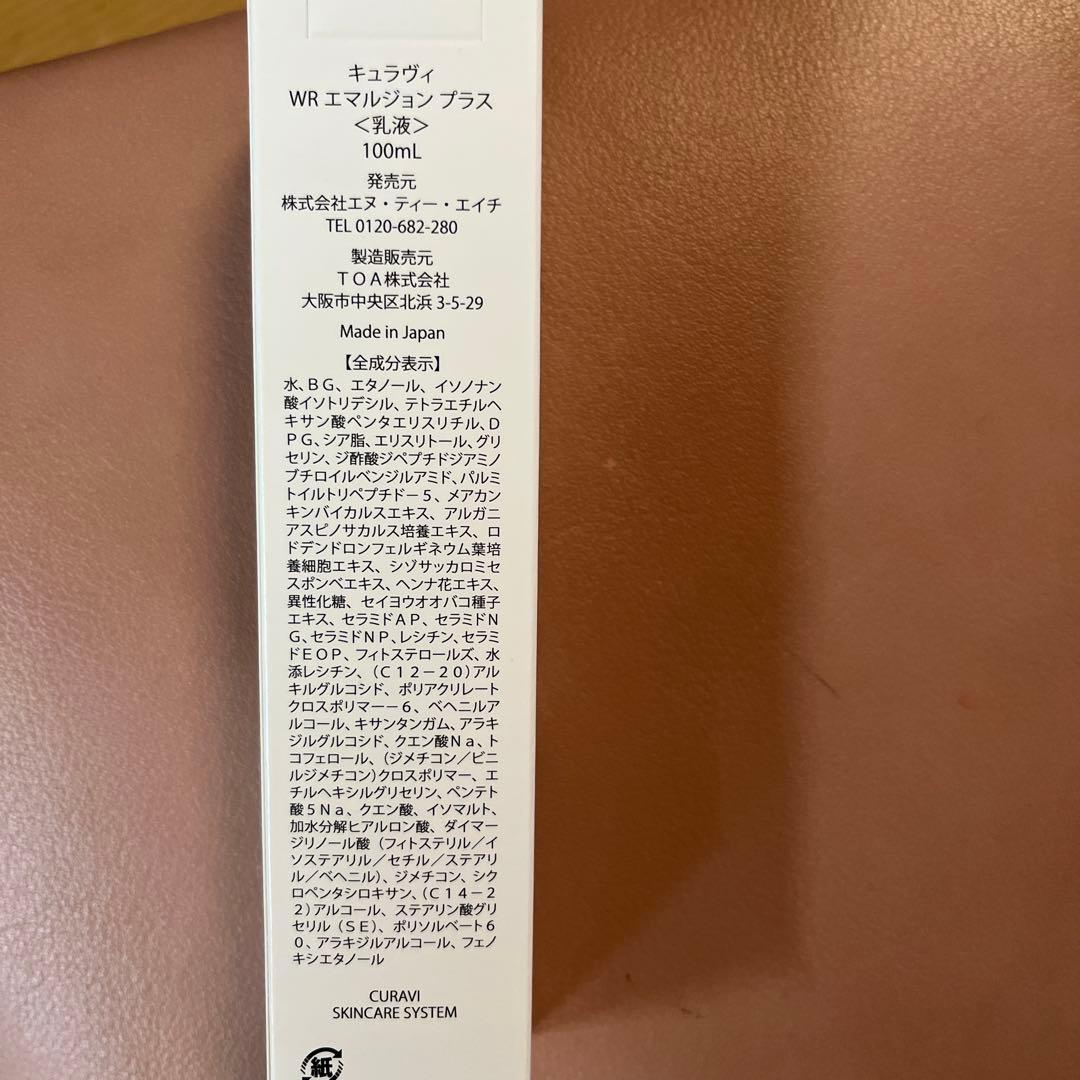 キュラヴィ
WR エマルジョン プラス
＜乳液＞
100mL
発売元
株式会社エヌ・ティー・エイチ
TEL 0120-682-280
製造販売元
ＴＯＡ株式会社
大阪市中央区北浜 3-5-29
Made in Japan
【全成分表示】
水、ＢＧ、エタノール、イソノナン
酸イソトリデシル、テトラエチルヘ
キサン酸ペンタエリスリチル、Ｄ
ＰＧ、シア脂、エリスリトール、グリ
セリン、ジ酢酸ジペプチドジアミノ
ブチロイルベンジルアミド、パルミ
トイルトリペプチド－５、メアカン
キンバイカルスエキス、アルガニ
アスピノサカルス培養エキス、ロ
ドデンドロンフェルギネウム葉培
養細胞エキス、シゾサッカロミセ
スポンベエキス、ヘンナ花エキス、
異性化糖、セイヨウオオバコ種子
エキス、セラミドＡＰ、セラミドＮ
Ｇ、セラミドＮＰ、レシチン、セラミ
ドＥＯＰ、フィトステロールズ、水
添レシチン、（Ｃ１２－２０）アル
キルグルコシド、ポリアクリレート
クロスポリマー－６、ベヘニルア
ルコール、キサンタンガム、アラキ
ジルグルコシド、クエン酸Ｎａ、ト
コフェロール、（ジメチコン／ビニ
ルジメチコン）クロスポリマー、エ
チルヘキシルグリセリン、ペンテト
酸５Ｎａ、クエン酸、イソマルト、
加水分解ヒアルロン酸、ダイマー
ジリノール酸（フィトステリル／イ
ソステアリル／セチル／ステアリ
ル／ベヘニル）、ジメチコン、シク
ロペンタシロキサン、（Ｃ１４－２
２）アルコール、ステアリン酸グリ
セリル（ＳＥ）、ポリソルベート６
０、アラキジルアルコール、フェノ
キシエタノール
CURAVI
SKINCARE SYSTEM
紙